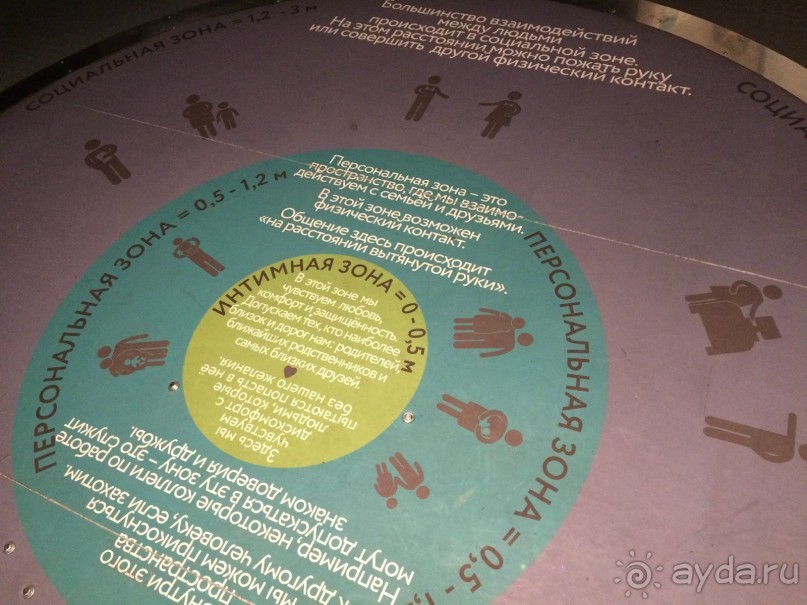 СОЦИАЛЬНАЯ ЗОНА = 1,2 - 3 м
Большинство взаимодействий
между людьми
происходит в социальной зоне.
На этом расстоянии можно пожать руку
или совершить другой физический контакт.
СОЦИ
ПЕРСОНАЛЬНАЯ ЗОНА = 0,5 - 1,2 м
Персональная зона – это
пространство, где мы взаимо-
действуем с семьёй и друзьями.
В этой зоне возможен
физический контакт.
Общение здесь происходит
«на расстоянии вытянутой руки».
ПЕРСОНАЛЬНАЯ ЗОНА = 0,5 - 1,
ИНТИМНАЯ ЗОНА = 0 - 0,5 м
В этой зоне мы
чувствуем любовь,
комфорт и защищённость.
Допускаем тех, кто наиболее
близок и дорог нам: родителей,
ближайших родственников и
самых близких друзей.
Здесь мы
чувствуем
дискомфорт с
людьми, которые
пытаются попасть в неё
без нашего желания.
внутри этого
пространства
мы можем прикоснуться
к другому человеку, если захотим.
Например, некоторые коллеги по работе
могут допускаться в эту зону - это служит
знаком доверия и дружбы.
ayda.ru